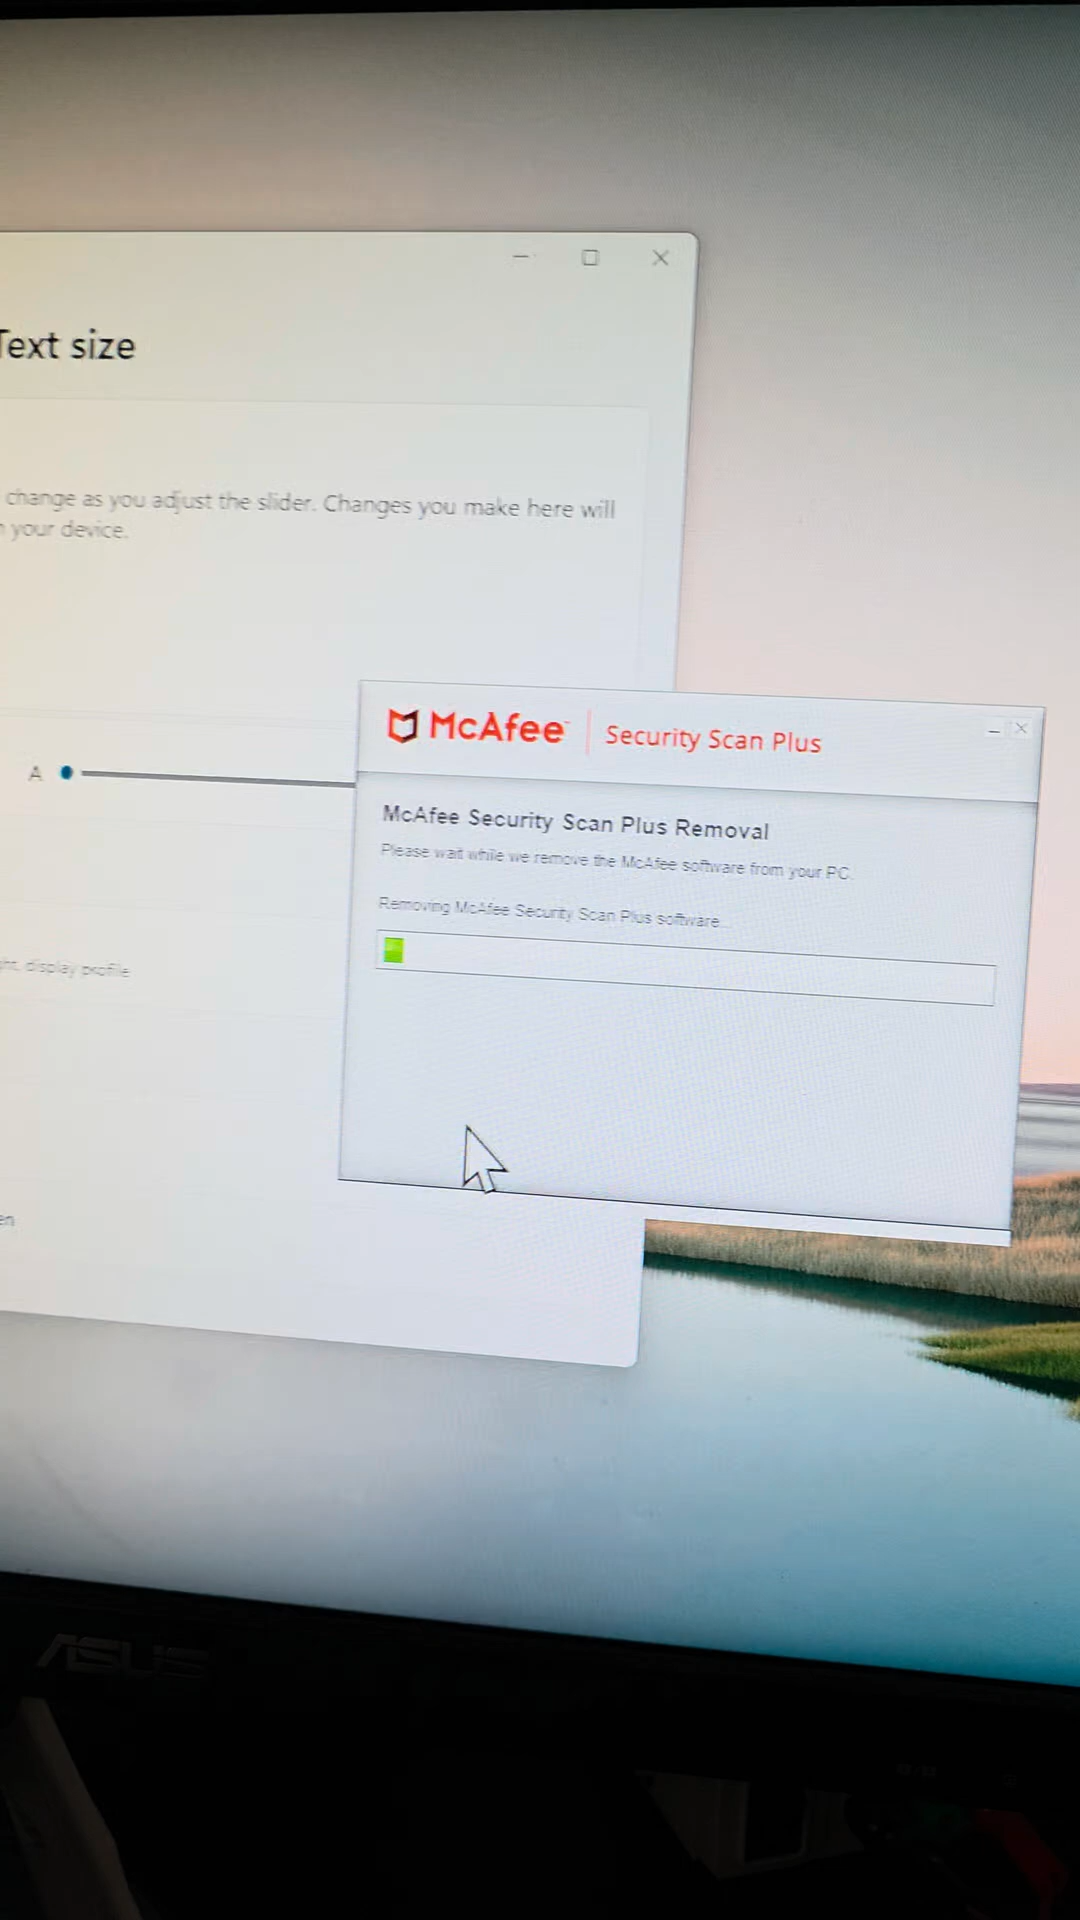 Text size
change as you adjust the slider. Changes you make here will
your device.
A
McAfee™ Security Scan Plus
McAfee Security Scan Plus Removal
Please wait while we remove the McAfee software from your PC.
Removing McAfee Security Scan Plus software...
display profile
ASUS